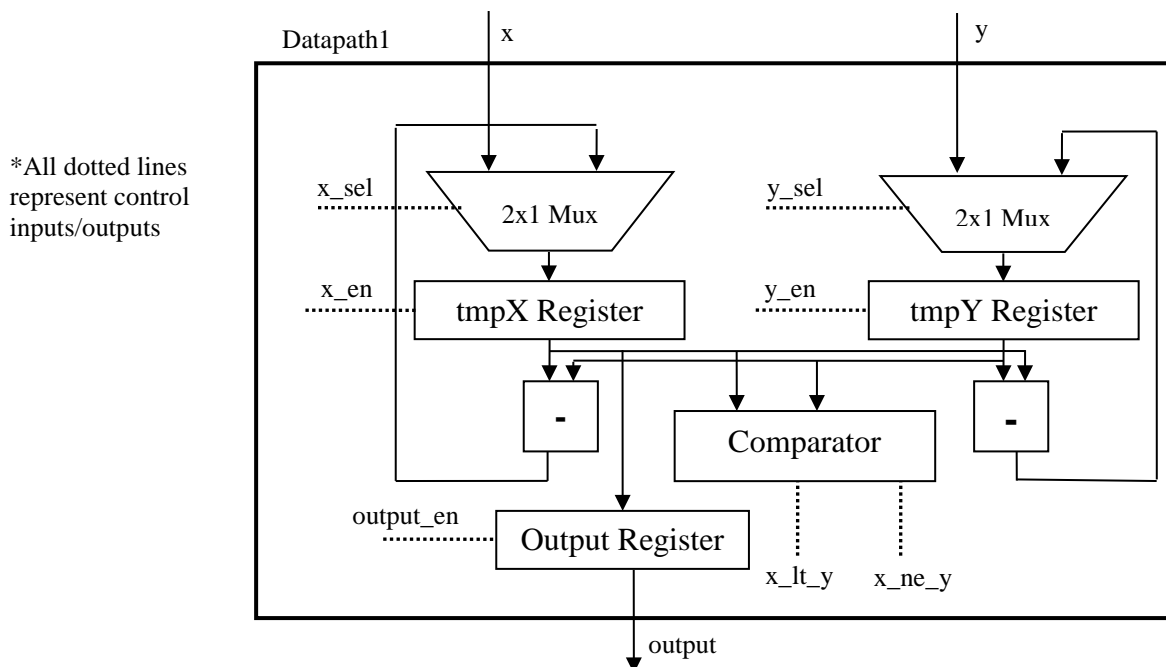 Datapath1
x
y
*All dotted lines
represent control
inputs/outputs
x_sel
2x1 Mux
y_sel
2x1 Mux
x_en
tmpX Register
y_en
tmpY Register
-
Comparator
-
output_en
Output Register
x_lt_y
x_ne_y
output